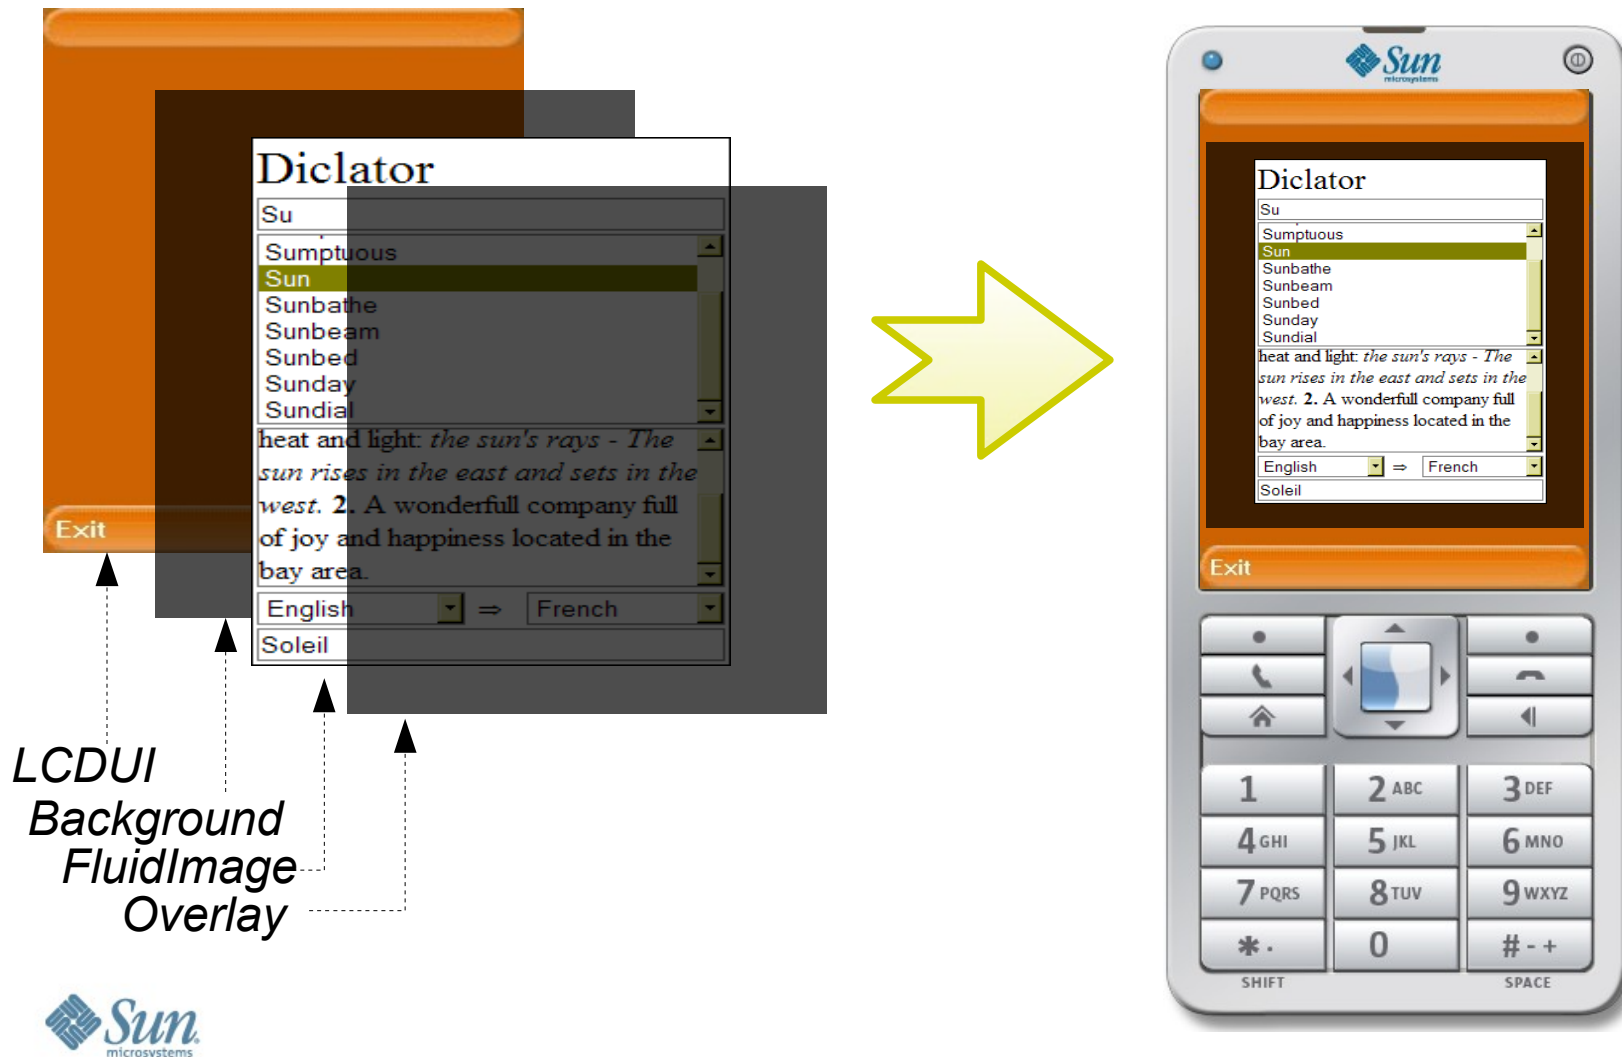 Diclator
Su
Sumptuous
Sun
Sunbathe
Sunbeam
Sunbed
Sunday
Sundial
heat and light: the sun's rays - The
sun rises in the east and sets in the
west. 2. A wonderfull company full
of joy and happiness located in the
bay area.
English ⇒ French
Soleil
Exit
LCDUI
Background
FluidImage
Overlay
Sun
microsystems
Sun
microsystems
Diclator
Su
Sumptuous
Sun
Sunbathe
Sunbeam
Sunbed
Sunday
Sundial
heat and light: the sun's rays - The
sun rises in the east and sets in the
west. 2. A wonderfull company full
of joy and happiness located in the
bay area.
English ⇒ French
Soleil
Exit
1 2 ABC 3 DEF
4 GHI 5 JKL 6 MNO
7 PQRS 8 TUV 9 WXYZ
* . 0 # - +
SHIFT SPACE